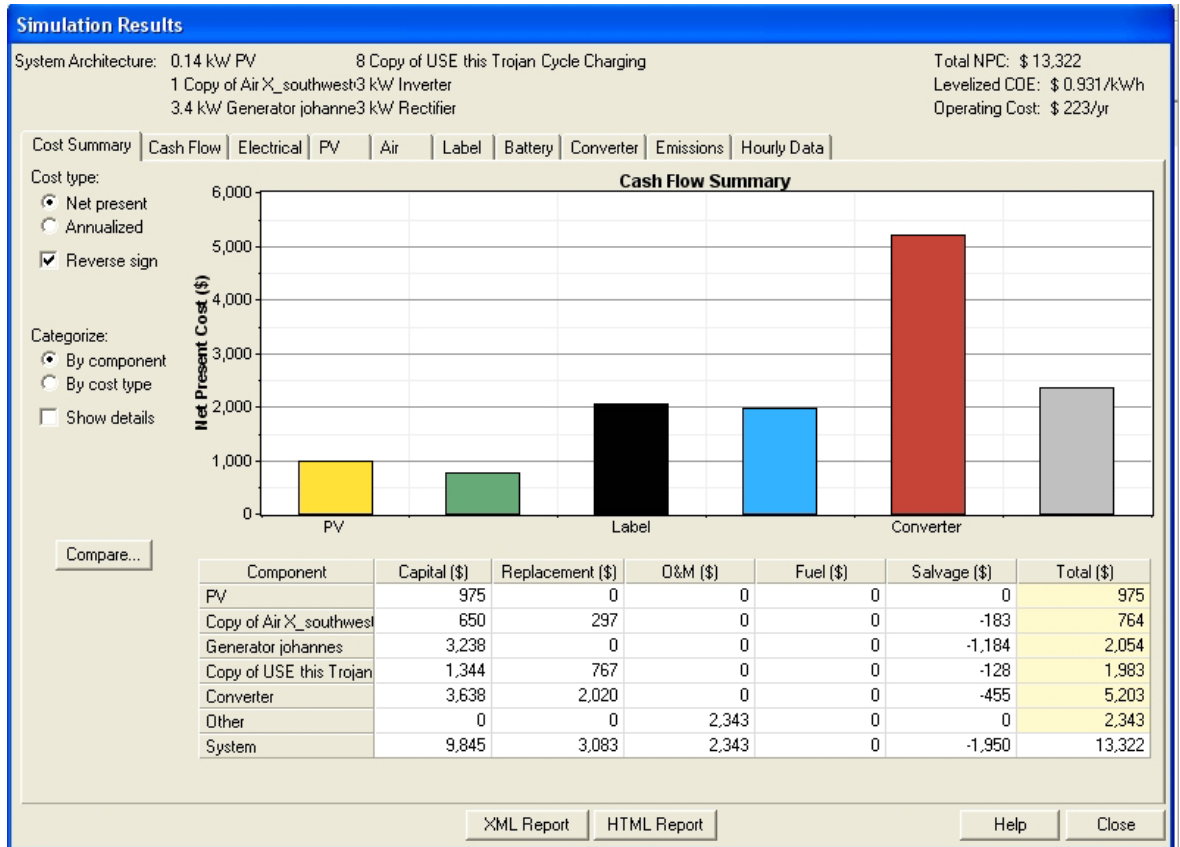 Simulation Results
System Architecture: 0.14 kW PV 8 Copy of USE this Trojan Cycle Charging Total NPC: $ 13,322
1 Copy of Air X_southwest 3 kW Inverter Levelized COE: $ 0.931/kWh
3.4 kW Generator johanne 3 kW Rectifier Operating Cost: $ 223/yr
Cost Summary Cash Flow Electrical PV Air Label Battery Converter Emissions Hourly Data
Cost type:
Net present
Annualized
Reverse sign
Categorize:
By component
By cost type
Show details
Compare...
Cash Flow Summary
Net Present Cost ($)
6,000
5,000
4,000
3,000
2,000
1,000
0
PV Label Converter
Component Capital ($) Replacement ($) O&M ($) Fuel ($) Salvage ($) Total ($)
PV 975 0 0 0 0 975
Copy of Air X_southwest 650 297 0 0 -183 764
Generator johannes 3,238 0 0 0 -1,184 2,054
Copy of USE this Trojan 1,344 767 0 0 -128 1,983
Converter 3,638 2,020 0 0 -455 5,203
Other 0 0 2,343 0 0 2,343
System 9,845 3,083 2,343 0 -1,950 13,322
XML Report HTML Report Help Close